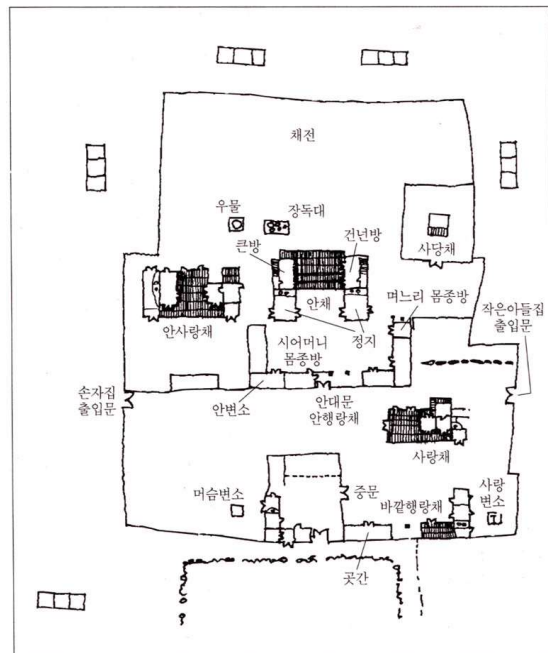 채전
우물
장독대
큰방
건넌방
사당채
안채
며느리 몸종방
작은아들집
출입문
안사랑채
시어머니
몸종방
정지
손자집
출입문
안변소
안대문
안행랑채
사랑채
머슴변소
중문
바깥행랑채
사랑
변소
곳간